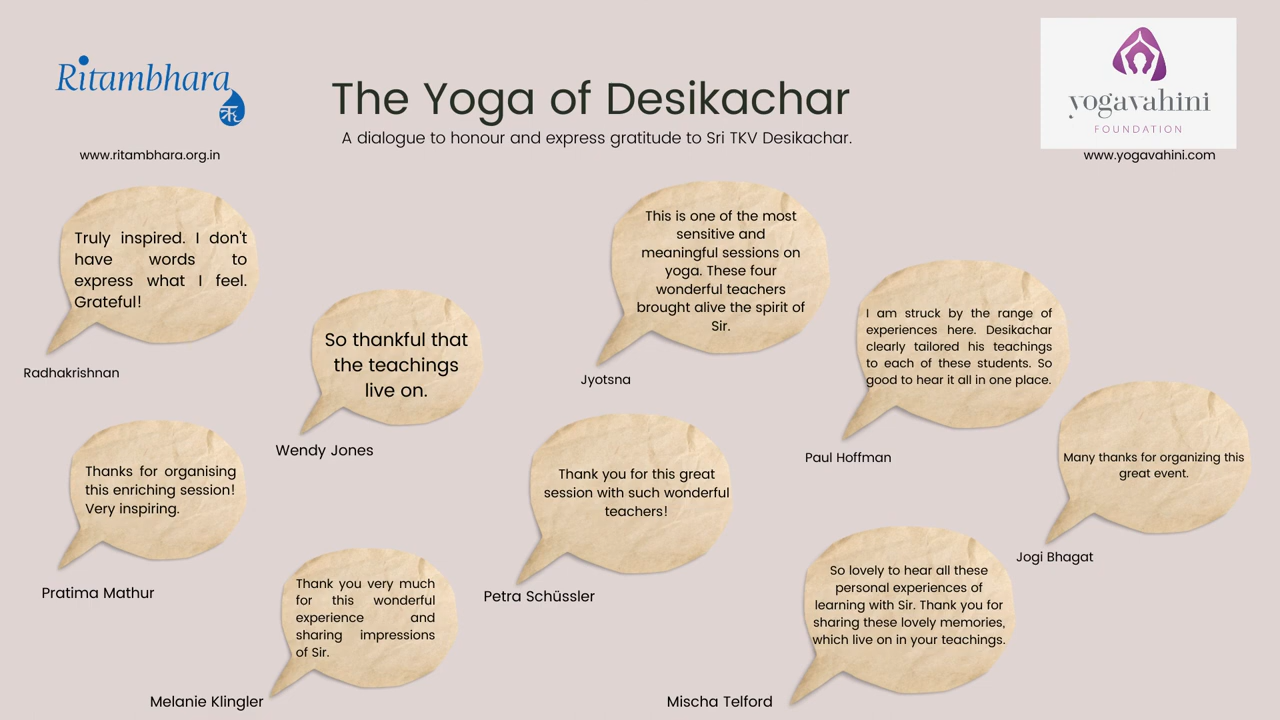 Ritambhara
ऋ
www.ritambhara.org.in
The Yoga of Desikachar
A dialogue to honour and express gratitude to Sri TKV Desikachar.
yogavahini
FOUNDATION
www.yogavahini.com
Truly inspired. I don't
have words to
express what I feel.
Grateful!
Radhakrishnan
So thankful that
the teachings
live on.
Wendy Jones
This is one of the most
sensitive and
meaningful sessions on
yoga. These four
wonderful teachers
brought alive the spirit of
Sir.
Jyotsna
I am struck by the range of
experiences here. Desikachar
clearly tailored his teachings
to each of these students. So
good to hear it all in one place.
Paul Hoffman
Many thanks for organizing this
great event.
Jogi Bhagat
Thanks for organising
this enriching session!
Very inspiring.
Pratima Mathur
Thank you for this great
session with such wonderful
teachers!
Petra Schüssler
Thank you very much
for this wonderful
experience and
sharing impressions
of Sir.
Melanie Klingler
So lovely to hear all these
personal experiences of
learning with Sir. Thank you for
sharing these lovely memories,
which live on in your teachings.
Mischa Telford